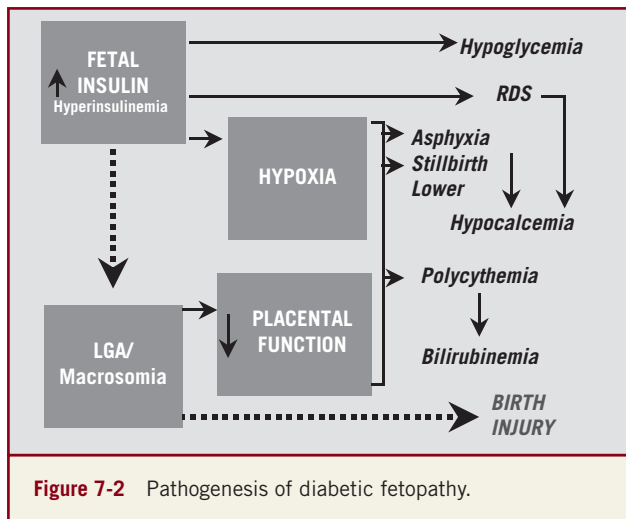 FETAL
INSULIN
Hyperinsulinemia
Hypoglycemia
RDS
HYPOXIA
Asphyxia
Stillbirth
Lower
Hypocalcemia
LGA/
Macrosomia
PLACENTAL
FUNCTION
Polycythemia
Bilirubinemia
BIRTH
INJURY
Figure 7-2 Pathogenesis of diabetic fetopathy.